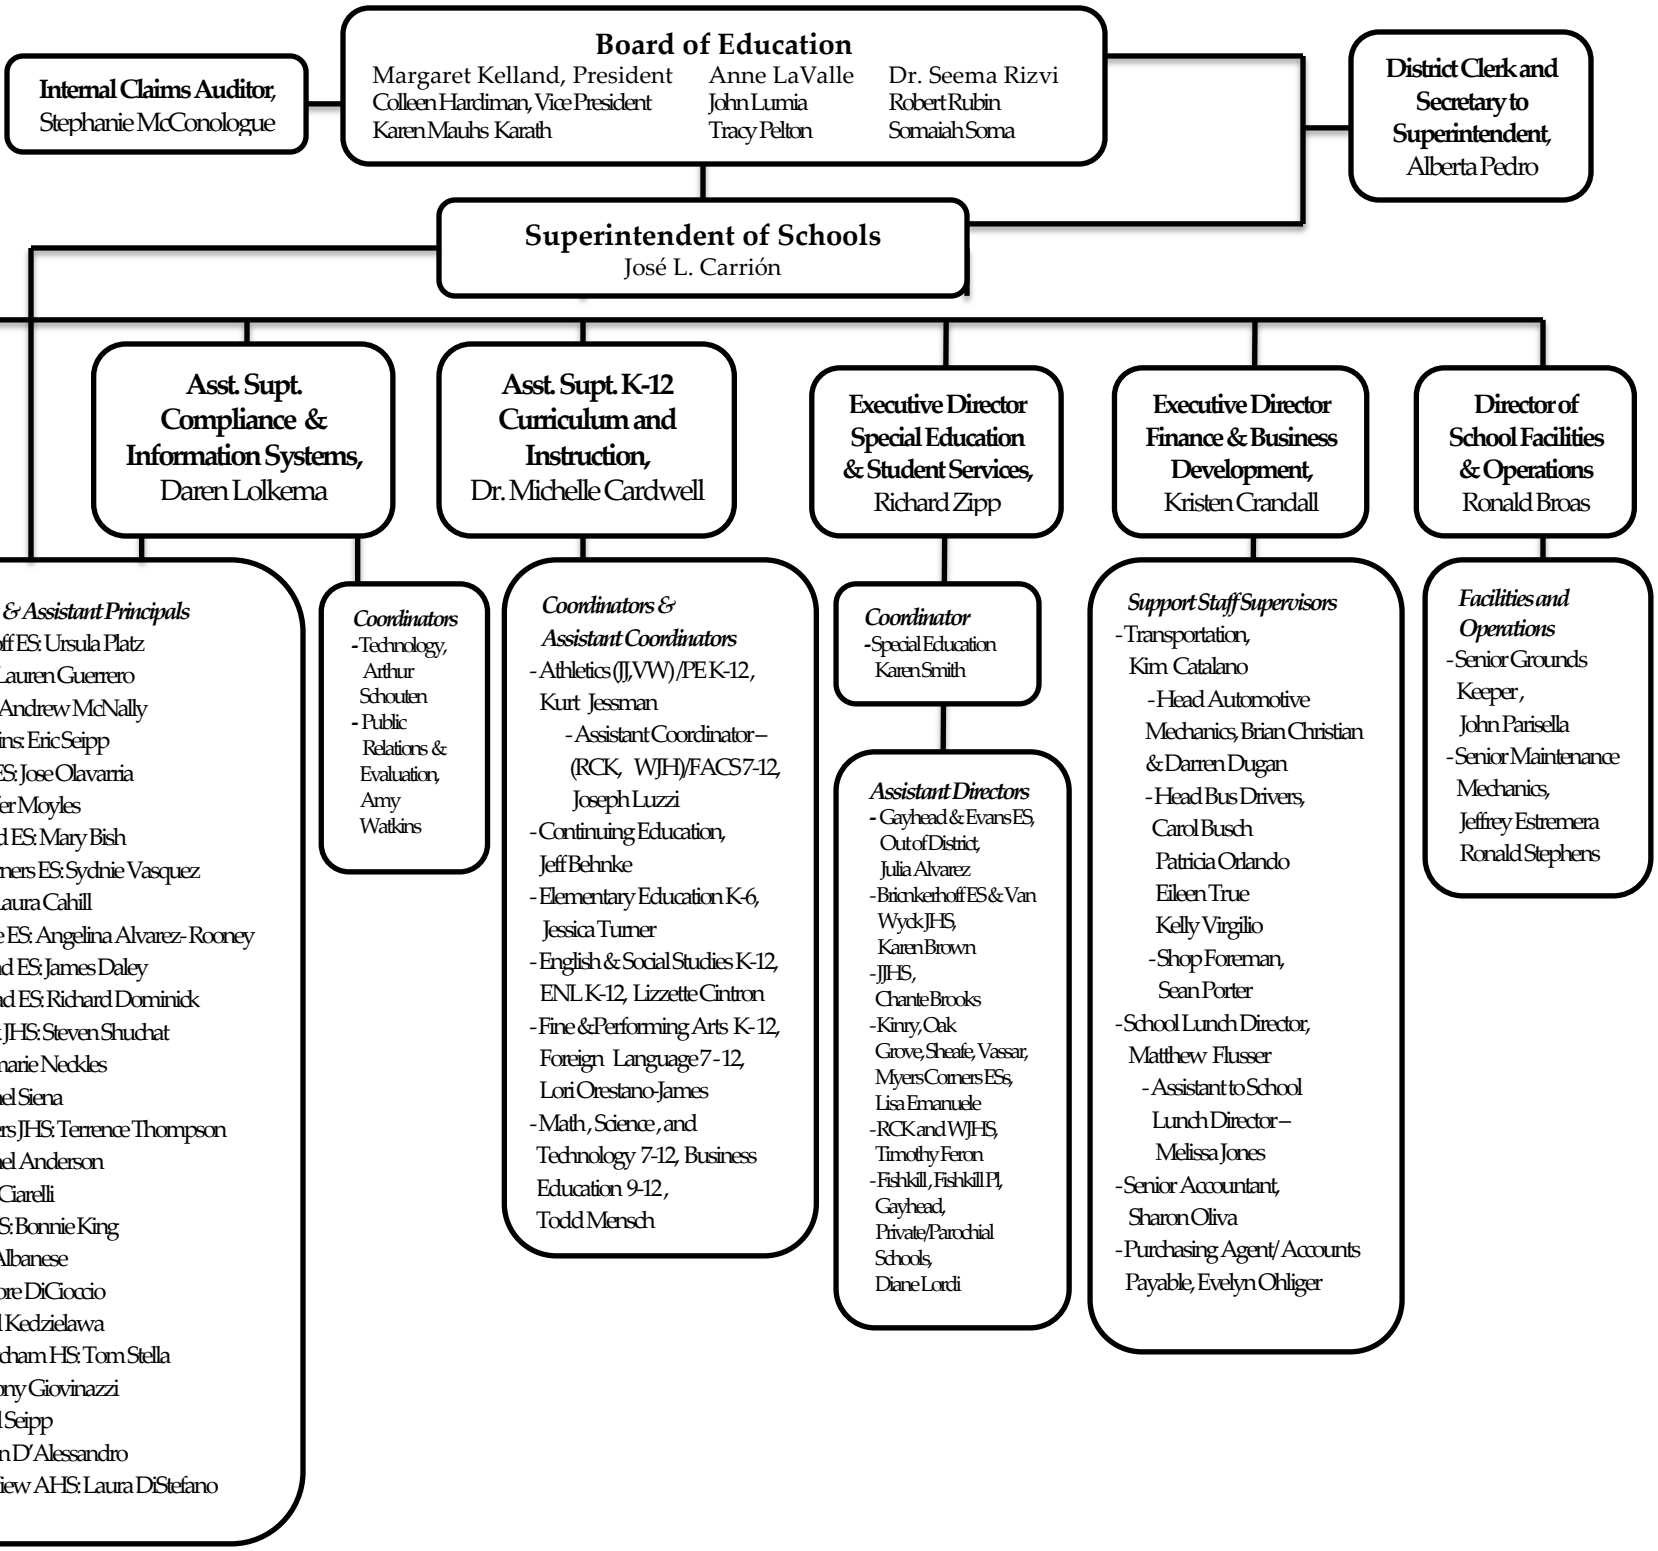 Board of Education
Margaret Kelland, President Anne LaValle Dr. Seema Rizvi
Colleen Hardiman, Vice President John Lumia Robert Rubin
Karen Mauhs Karath Tracy Pelton Somaiah Soma
Internal Claims Auditor,
Stephanie McConologue
District Clerk and
Secretary to
Superintendent,
Alberta Pedro
Superintendent of Schools
José L. Carrión
Asst. Supt.
Compliance &
Information Systems,
Daren Lolkema
Asst. Supt. K-12
Curriculum and
Instruction,
Dr. Michelle Cardwell
Executive Director
Special Education
& Student Services,
Richard Zipp
Executive Director
Finance & Business
Development,
Kristen Crandall
Director of
School Facilities
& Operations
Ronald Broas
& Assistant Principals
ES: Ursula Platz
Lauren Guerrero
Andrew McNally
Eric Seipp
ES: Jose Olavarria
Moyles
ES: Mary Bish
ES: Sydnie Vasquez
Laura Cahill
ES: Angelina Alvarez-Rooney
ES: James Daley
ES: Richard Dominick
JHS: Steven Shuchat
Neckles
Siena
JHS: Terrence Thompson
Anderson
Ciarelli
Bonnie King
Albanese
DiCioccio
Kedzielawa
HS: Tom Stella
Giovinazzi
Seipp
D'Alessandro
AHS: Laura DiStefano
Coordinators
- Technology,
Arthur
Schouten
- Public
Relations &
Evaluation,
Amy
Watkins
Coordinators &
Assistant Coordinators
- Athletics (JJ, VW) /PE K-12,
Kurt Jessman
- Assistant Coordinator –
(RCK, WJH)/FACS 7-12,
Joseph Luzzi
- Continuing Education,
Jeff Behnke
- Elementary Education K-6,
Jessica Turner
- English & Social Studies K-12,
ENL K-12, Lizzette Cintron
- Fine & Performing Arts K-12,
Foreign Language 7-12,
Lori Orestano-James
- Math, Science, and
Technology 7-12, Business
Education 9-12,
Todd Mensch
Coordinator
- Special Education
Karen Smith
Assistant Directors
- Gayhead & Evans ES,
Out of District,
Julia Alvarez
- Bricnkerhoff ES & Van
Wyck JHS,
Karen Brown
- JJHS,
Chante Brooks
- Kinry, Oak
Grove, Sheafe, Vassar,
Myers Corners ESs,
Lisa Emanuele
- RCK and WJHS,
Timothy Feron
- Fishkill, Fishkill Pl,
Gayhead,
Private/Parochial
Schools,
Diane Lordi
Support Staff Supervisors
- Transportation,
Kim Catalano
- Head Automotive
Mechanics, Brian Christian
& Darren Dugan
- Head Bus Drivers,
Carol Busch
Patricia Orlando
Eileen True
Kelly Virgilio
- Shop Foreman,
Sean Porter
- School Lunch Director,
Matthew Flusser
- Assistant to School
Lunch Director –
Melissa Jones
- Senior Accountant,
Sharon Oliva
- Purchasing Agent/Accounts
Payable, Evelyn Ohliger
Facilities and
Operations
- Senior Grounds
Keeper,
John Parisella
- Senior Maintenance
Mechanics,
Jeffrey Estremera
Ronald Stephens